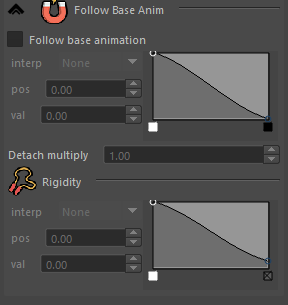 Follow Base Anim
Follow base animation
interp None
pos 0.00
val 0.00
Detach multiply 1.00
Rigidity
interp None
pos 0.00
val 0.00